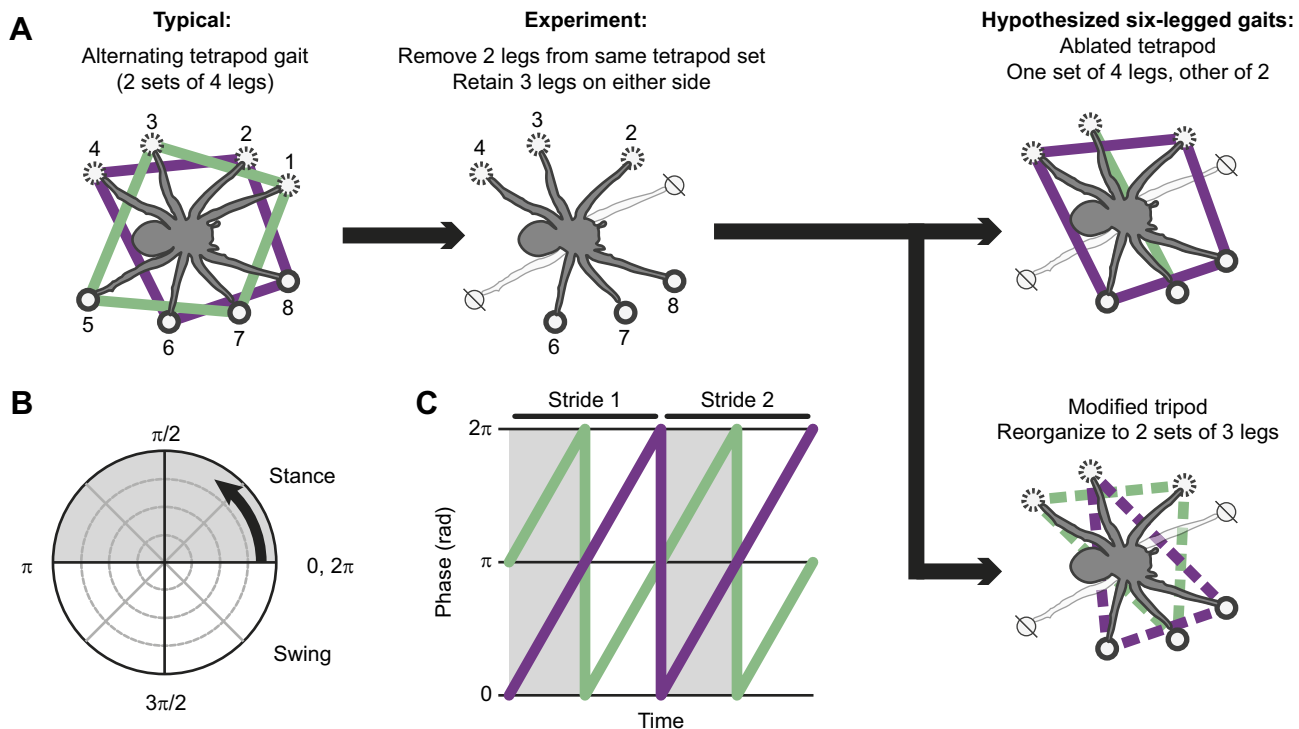 A
Typical:
Alternating tetrapod gait
(2 sets of 4 legs)
3
2
4
1
5
8
7
6
Experiment:
Remove 2 legs from same tetrapod set
Retain 3 legs on either side
3
2
4
8
7
6
Hypothesized six-legged gaits:
Ablated tetrapod
One set of 4 legs, other of 2
Modified tripod
Reorganize to 2 sets of 3 legs
B
π/2
Stance
π
0, 2π
Swing
3π/2
C
Stride 1
Stride 2
2π
π
0
Phase (rad)
Time